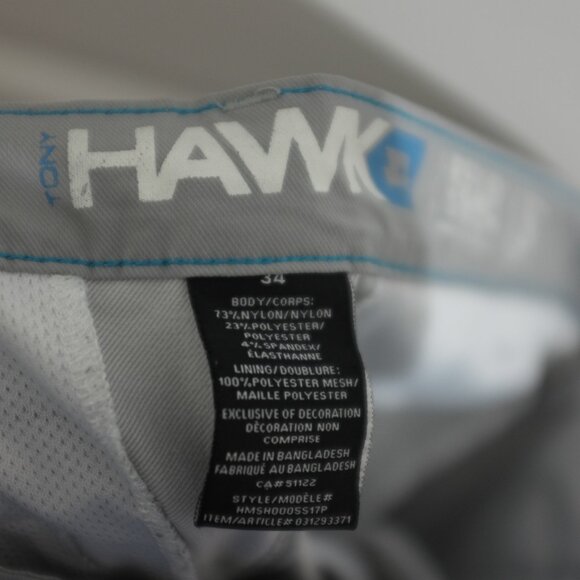 TONY HAWK
34
BODY/CORPS:
73%NYLON/NYLON
23%POLYESTER/
POLYESTER
4% SPANDEX/
ÉLASTHANNE
LINING/DOUBLURE:
100%POLYESTER MESH/
MAILLE POLYESTER
EXCLUSIVE OF DECORATION
DÉCORATION NON
COMPRISE
MADE IN BANGLADESH
FABRIQUÉ AU BANGLADESH
CA# 51122
STYLE/MODÈLE#
HMSH0005S17P
ITEM/ARTICLE# 031293371